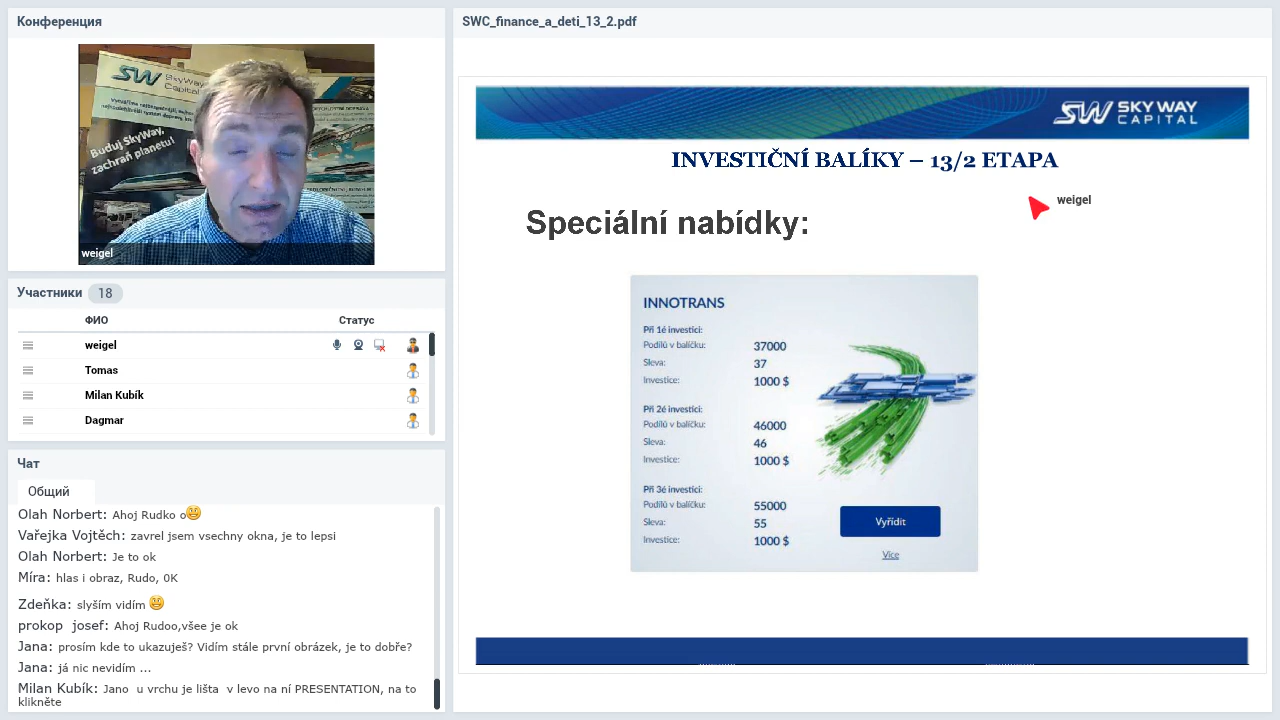 Конференция
SW SkyWay
Capital
Buduj SkyWay,
zachraň planetu!
weigel
Участники 18
ФИО Статус
weigel
Tomas
Milan Kubík
Dagmar
Чат
Общий
Olah Norbert: Ahoj Rudko o
Vařejka Vojtěch: zavrel jsem vsechny okna, je to lepsi
Olah Norbert: Je to ok
Míra: hlas i obraz, Rudo, 0K
Zdeňka: slyším vidím
prokop josef: Ahoj Rudoo,všee je ok
Jana: prosím kde to ukazuješ? Vidím stále první obrázek, je to dobře?
Jana: já nic nevidím ...
Milan Kubík: Jano u vrchu je lišta v levo na ní PRESENTATION, na to
klikněte
SWC_finance_a_deti_13_2.pdf
SW SKY WAY
CAPITAL
INVESTIČNÍ BALÍKY – 13/2 ETAPA
weigel
Speciální nabídky:
INNOTRANS
Při 1é investici:
Podílů v balíčku: 37000
Sleva: 37
Investice: 1000 $
Při 2é investici:
Podílů v balíčku: 46000
Sleva: 46
Investice: 1000 $
Při 3é investici:
Podílů v balíčku: 55000
Sleva: 55
Investice: 1000 $
Vyřídit
Více